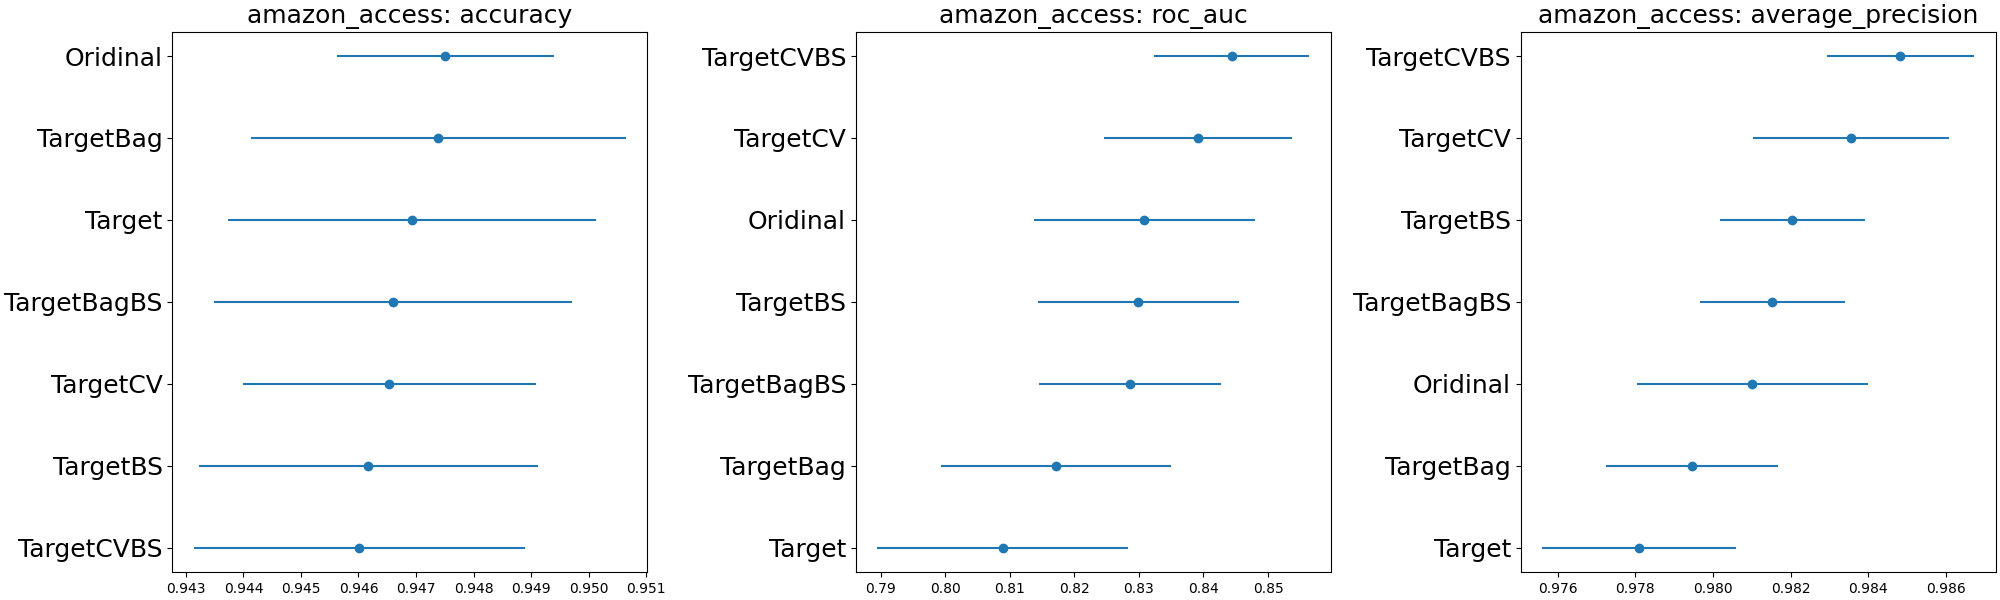 amazon_access: accuracy
Oridinal
TargetBag
Target
TargetBagBS
TargetCV
TargetBS
TargetCVBS
0.943 0.944 0.945 0.946 0.947 0.948 0.949 0.950 0.951
amazon_access: roc_auc
TargetCVBS
TargetCV
Oridinal
TargetBS
TargetBagBS
TargetBag
Target
0.79 0.80 0.81 0.82 0.83 0.84 0.85
amazon_access: average_precision
TargetCVBS
TargetCV
TargetBS
TargetBagBS
Oridinal
TargetBag
Target
0.976 0.978 0.980 0.982 0.984 0.986